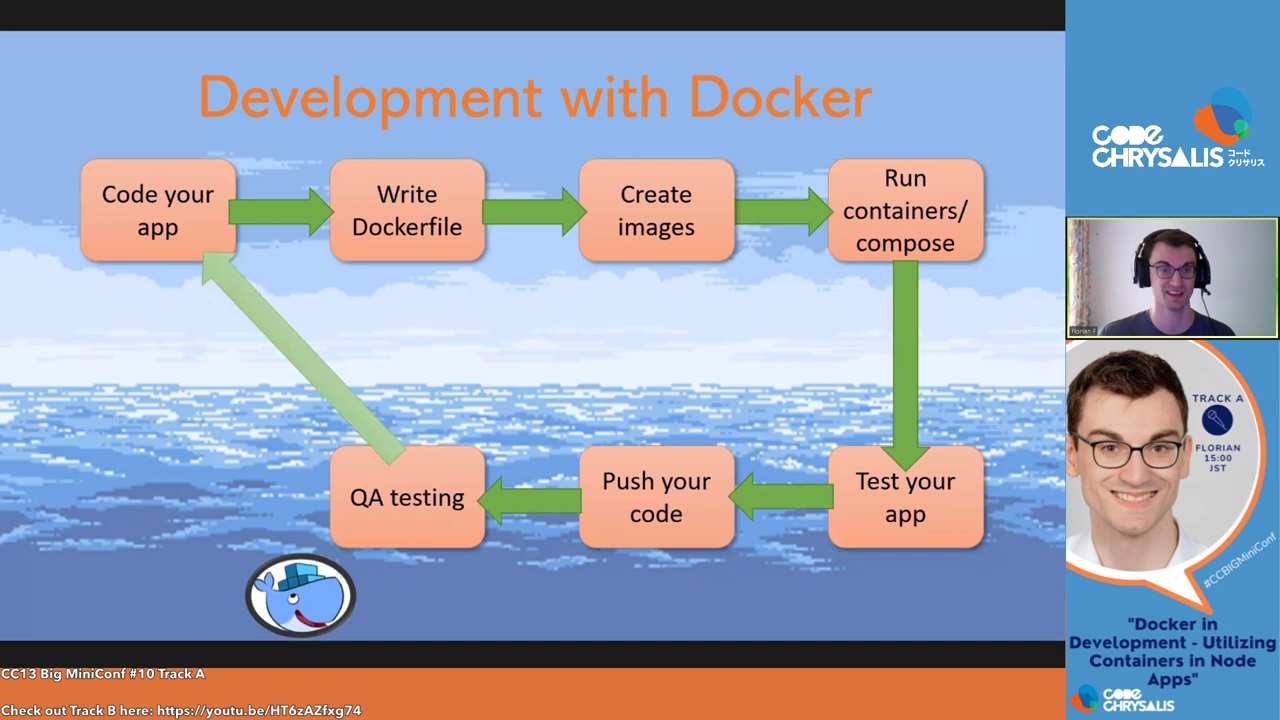 Development with Docker
Code your
app
Write
Dockerfile
Create
images
Run
containers/
compose
Test your
app
Push your
code
QA testing
CODE
CHRYSALIS
コード
クリサリス
Florian F
TRACK A
FLORIAN
15:00
JST
#CCBIGMiniConf
"Docker in
Development - Utilizing
Containers in Node
Apps"
CODE
CHRYSALIS
CC13 Big MiniConf #10 Track A
Check out Track B here: https://youtu.be/HT6zAZfxg74